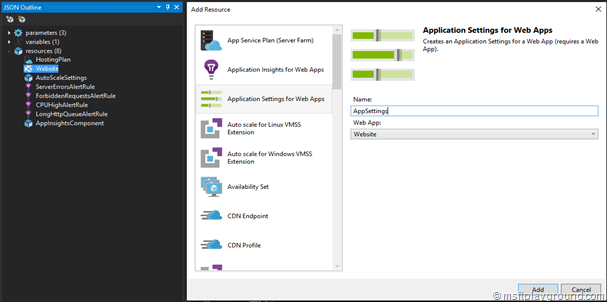 JSON Outline
parameters (3)
variables (1)
resources (8)
HostingPlan
Website
AutoScaleSettings
ServerErrorsAlertRule
ForbiddenRequestsAlertRule
CPUHighAlertRule
LongHttpQueueAlertRule
AppInsightsComponent
Add Resource
App Service Plan (Server Farm)
Application Insights for Web Apps
Application Settings for Web Apps
Auto scale for Linux VMSS
Extension
Auto scale for Windows VMSS
Extension
Availability Set
CDN Endpoint
CDN Profile
Application Settings for Web Apps
Creates an Application Settings for a Web App (requires a Web
App).
Name:
AppSettings
Web App:
Website
Add
Cancel
© msftplayground.com